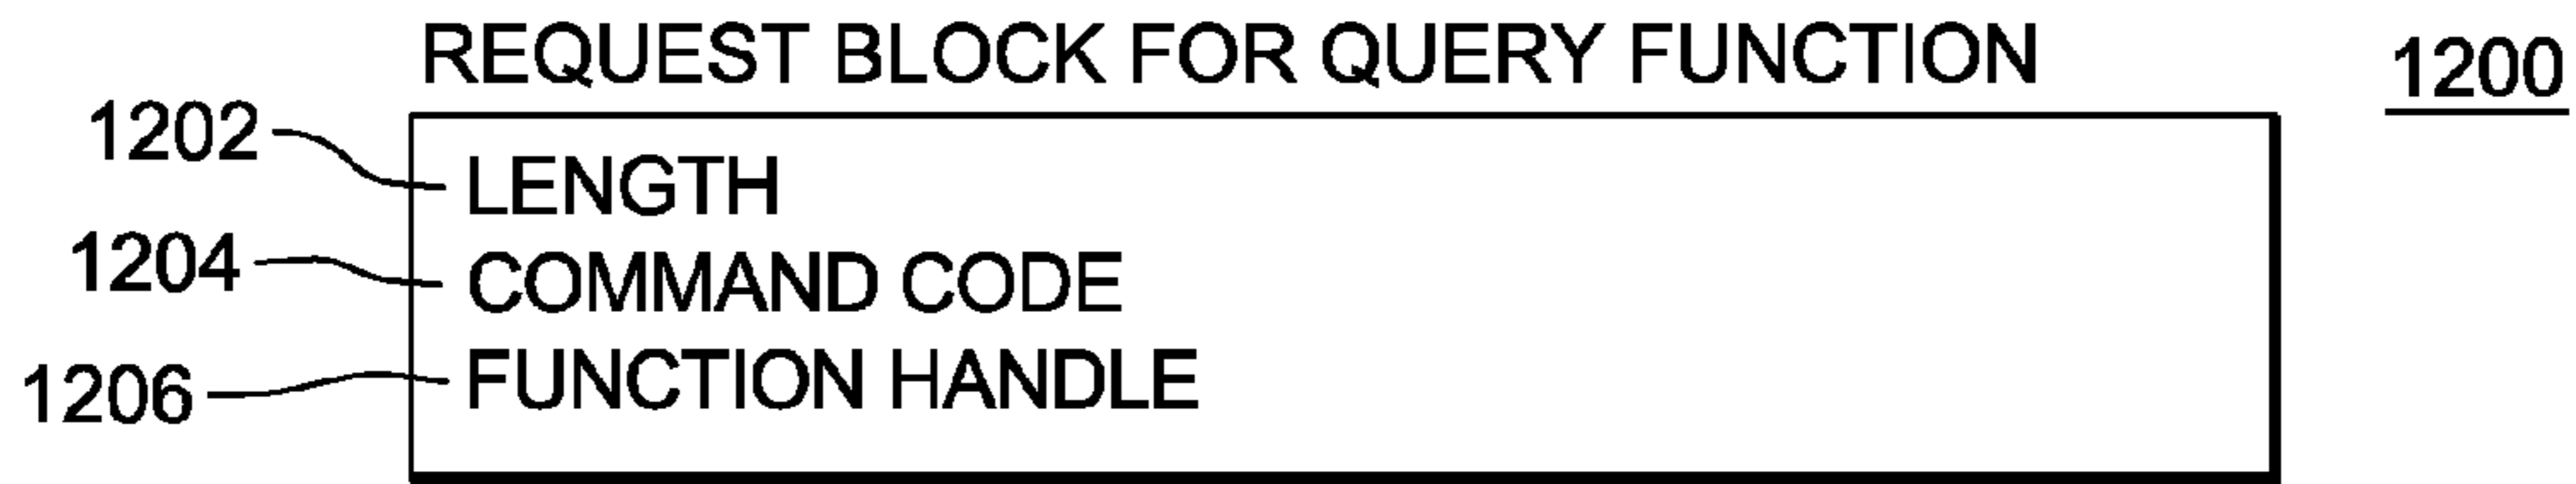 REQUEST BLOCK FOR QUERY FUNCTION
1200
1202 LENGTH
1204 COMMAND CODE
1206 FUNCTION HANDLE